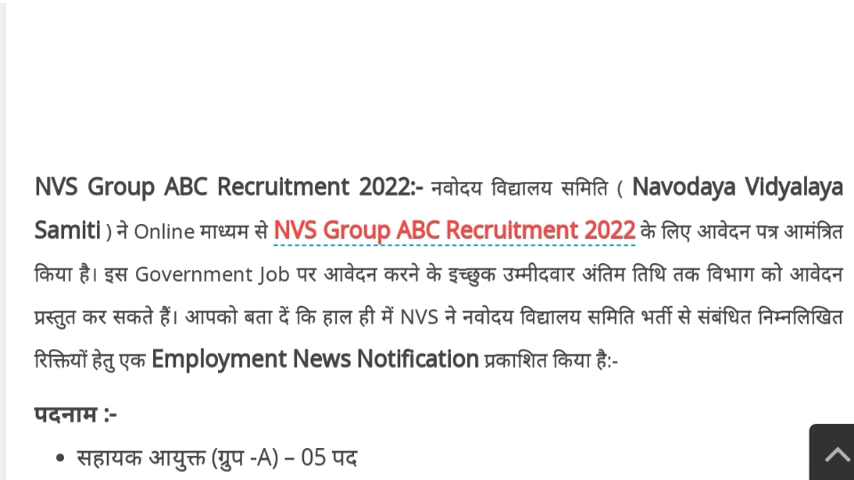 NVS Group ABC Recruitment 2022:- नवोदय विद्यालय समिति ( Navodaya Vidyalaya
Samiti ) ने Online माध्यम से NVS Group ABC Recruitment 2022 के लिए आवेदन पत्र आमंत्रित
किया है। इस Government Job पर आवेदन करने के इच्छुक उम्मीदवार अंतिम तिथि तक विभाग को आवेदन
प्रस्तुत कर सकते हैं। आपको बता दें कि हाल ही में NVS ने नवोदय विद्यालय समिति भर्ती से संबंधित निम्नलिखित
रिक्तियों हेतु एक Employment News Notification प्रकाशित किया है:-
पदनाम :-
• सहायक आयुक्त (ग्रुप -A) – 05 पद